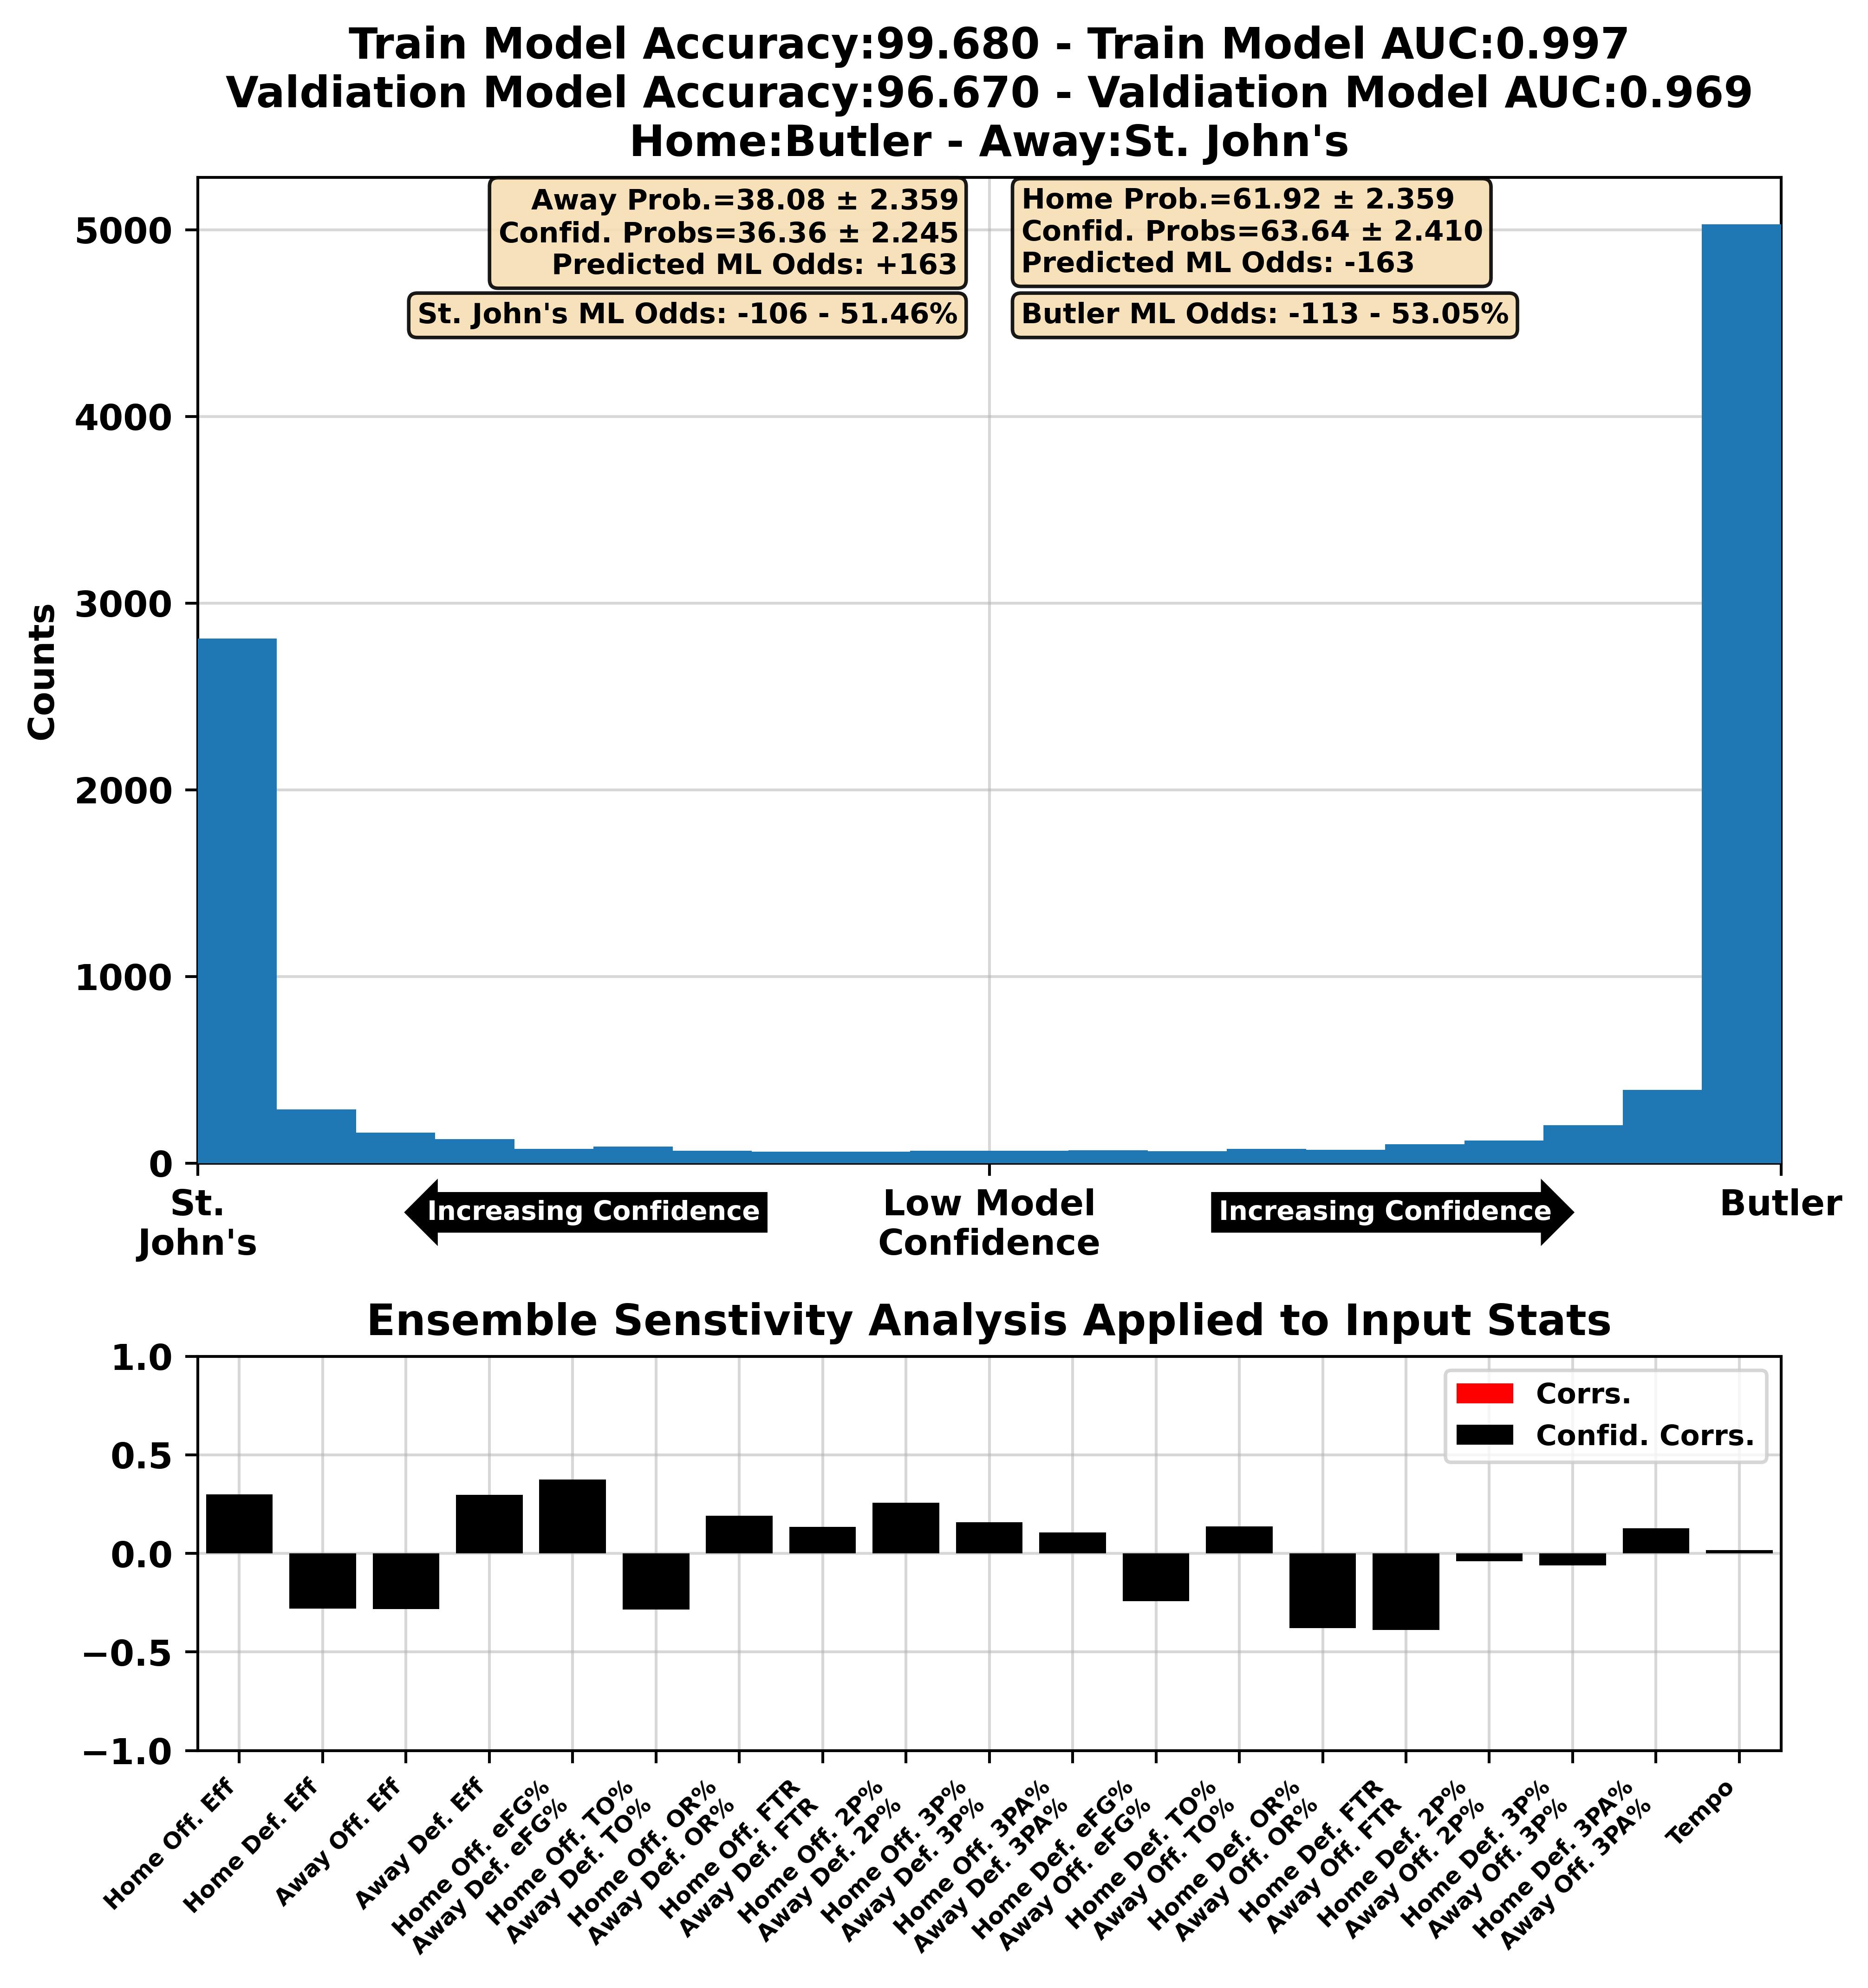 Train Model Accuracy:99.680 - Train Model AUC:0.997
Valdiation Model Accuracy:96.670 - Valdiation Model AUC:0.969
Home:Butler - Away:St. John's
Away Prob.=38.08 ± 2.359
Confid. Probs=36.36 ± 2.245
Predicted ML Odds: +163
St. John's ML Odds: -106 - 51.46%
Home Prob.=61.92 ± 2.359
Confid. Probs=63.64 ± 2.410
Predicted ML Odds: -163
Butler ML Odds: -113 - 53.05%
Counts
5000
4000
3000
2000
1000
0
St.
John's
Increasing Confidence
Low Model
Confidence
Increasing Confidence
Butler
Ensemble Senstivity Analysis Applied to Input Stats
1.0
0.5
0.0
−0.5
−1.0
Corrs.
Confid. Corrs.
Home Off. Eff
Home Def. Eff
Away Off. Eff
Away Def. Eff
Home Off. eFG%
Away Def. eFG%
Home Off. TO%
Away Def. TO%
Home Off. OR%
Away Def. OR%
Home Off. FTR
Away Def. FTR
Home Off. 2P%
Away Def. 2P%
Home Off. 3P%
Away Def. 3P%
Home Off. 3PA%
Away Def. 3PA%
Home Def. eFG%
Away Off. eFG%
Home Def. TO%
Away Off. TO%
Home Def. OR%
Away Off. OR%
Home Def. FTR
Away Off. FTR
Home Def. 2P%
Away Off. 2P%
Home Def. 3P%
Away Off. 3P%
Home Def. 3PA%
Away Off. 3PA%
Tempo